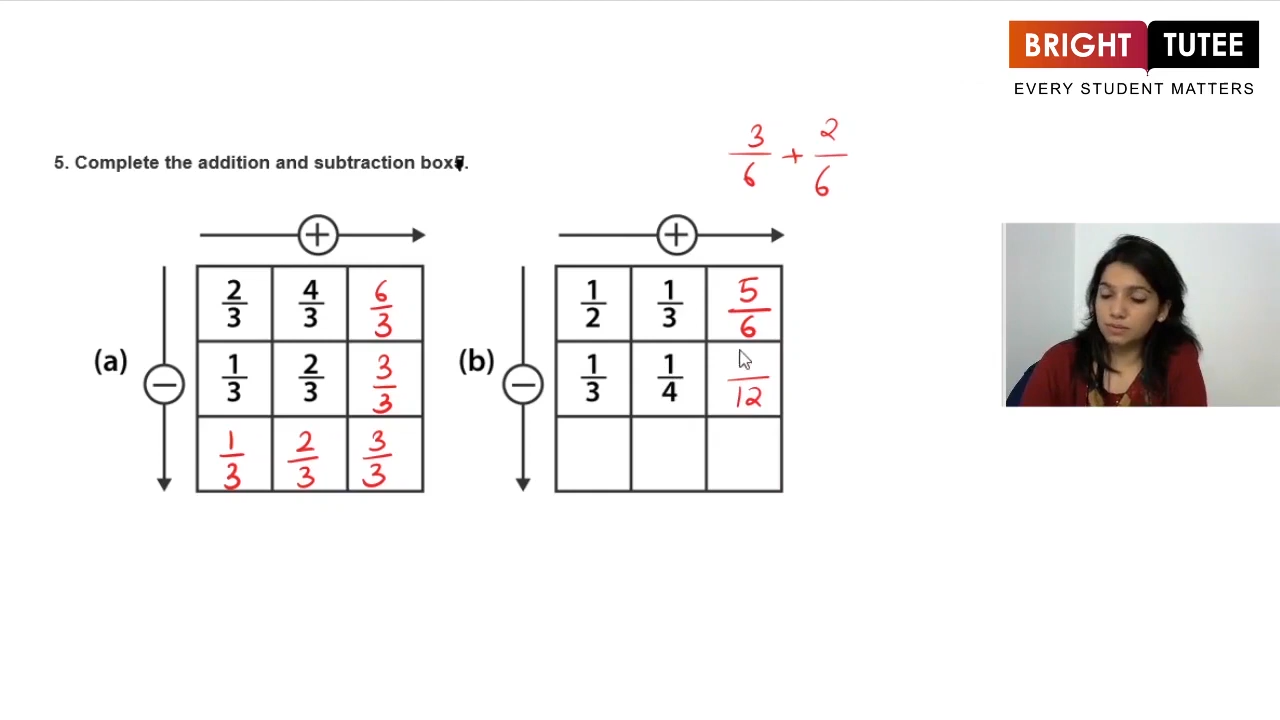 BRIGHT TUTEE
EVERY STUDENT MATTERS
3/6 + 2/6
5. Complete the addition and subtraction box.
+ +
(a) (b)
2/3 4/3 6/3 1/2 1/3 5/6
− 1/3 2/3 3/3 − 1/3 1/4 /12
1/3 2/3 3/3